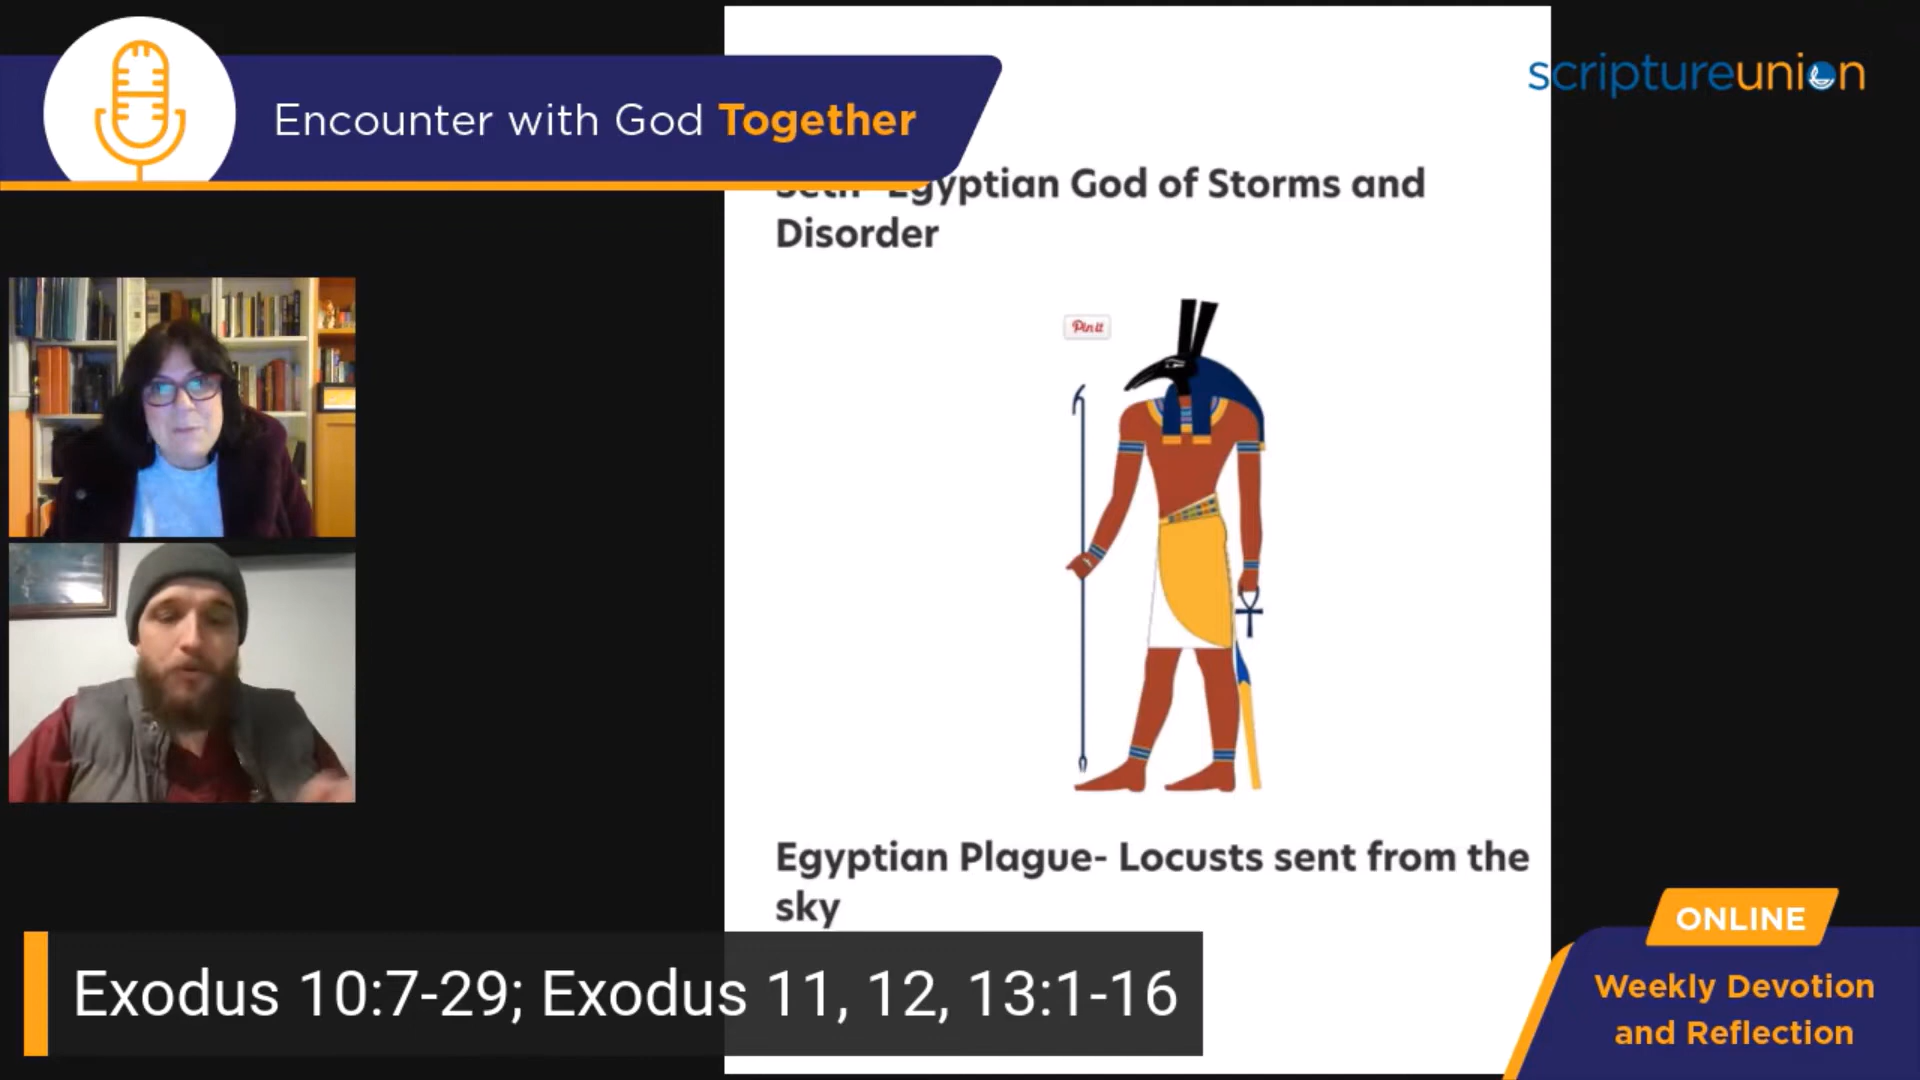 Encounter with God Together
scriptureunion
Seth- Egyptian God of Storms and
Disorder
Pin it
Egyptian Plague- Locusts sent from the
sky
Exodus 10:7-29; Exodus 11, 12, 13:1-16
ONLINE
Weekly Devotion
and Reflection